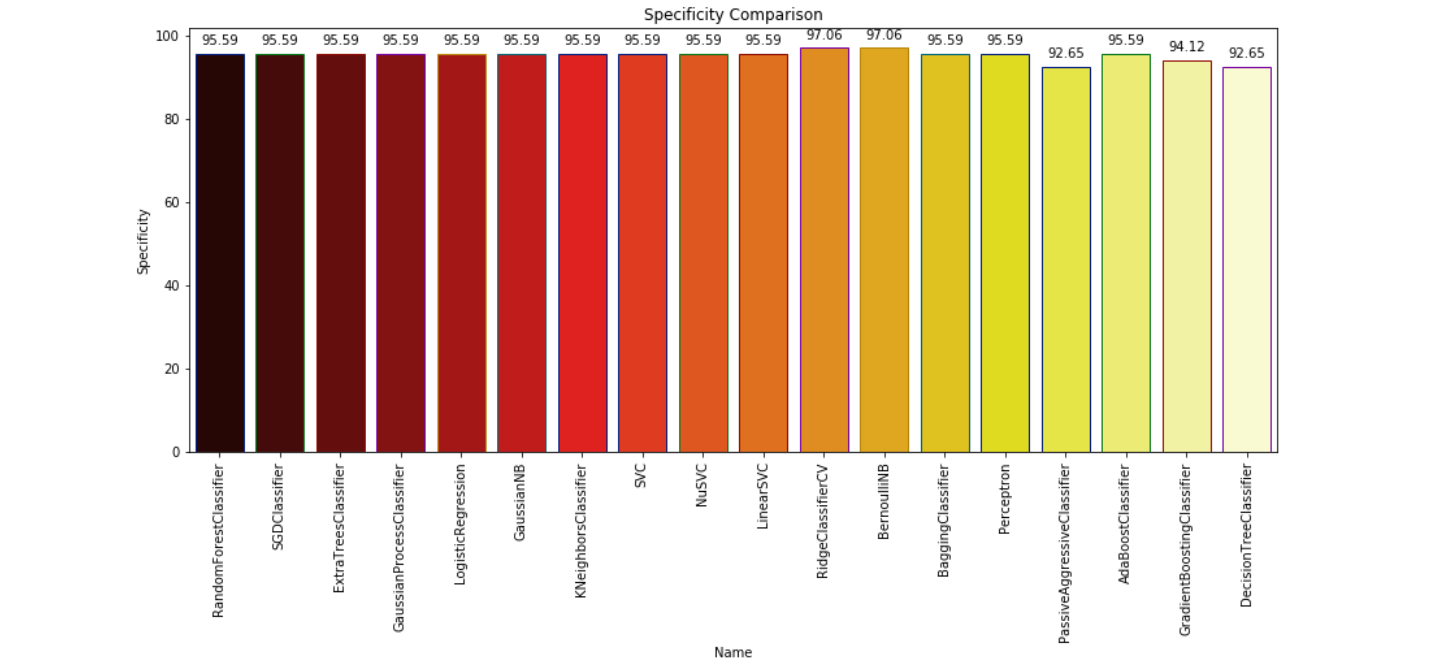 Specificity Comparison
95.59 95.59 95.59 95.59 95.59 95.59 95.59 95.59 95.59 95.59 97.06 97.06 95.59 95.59 92.65 95.59 94.12 92.65
100
80
60
40
20
0
Specificity
RandomForestClassifier
SGDClassifier
ExtraTreesClassifier
GaussianProcessClassifier
LogisticRegression
GaussianNB
KNeighborsClassifier
SVC
NuSVC
LinearSVC
RidgeClassifierCV
BernoulliNB
BaggingClassifier
Perceptron
PassiveAggressiveClassifier
AdaBoostClassifier
GradientBoostingClassifier
DecisionTreeClassifier
Name